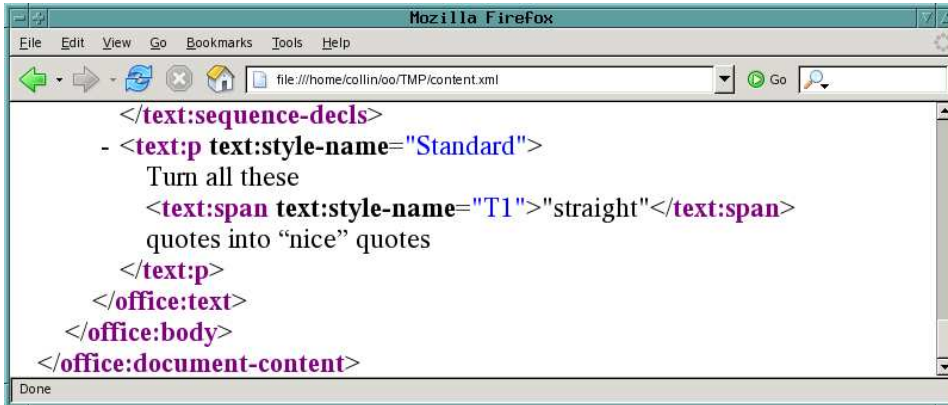 Mozilla Firefox
File Edit View Go Bookmarks Tools Help
file:///home/collin/oo/TMP/content.xml Go
</text:sequence-decls>
- <text:p text:style-name="Standard">
Turn all these
<text:span text:style-name="T1">"straight"</text:span>
quotes into “nice” quotes
</text:p>
</office:text>
</office:body>
</office:document-content>
Done